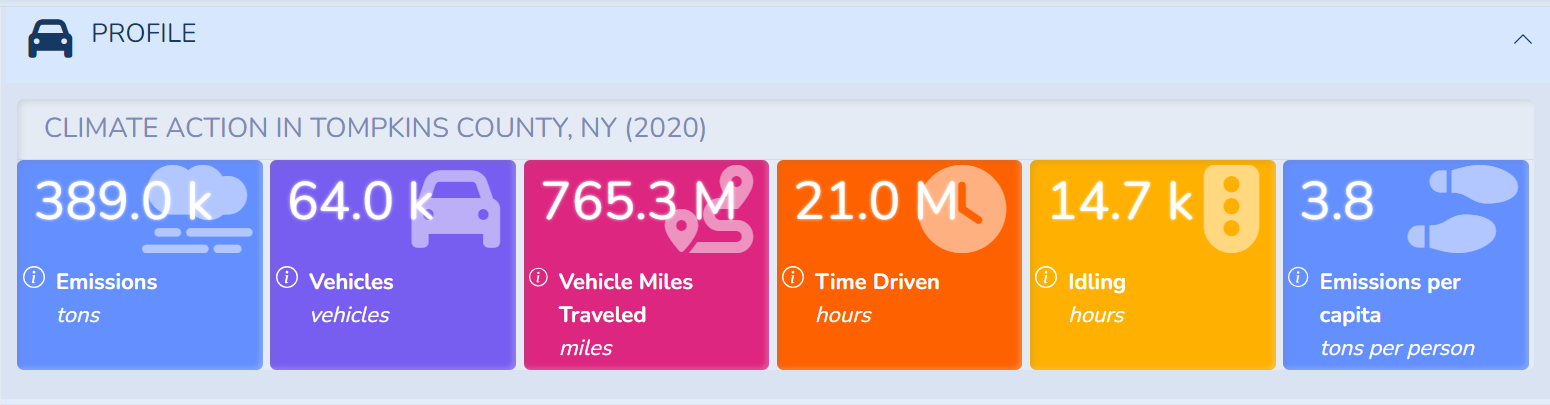 PROFILE
CLIMATE ACTION IN TOMPKINS COUNTY, NY (2020)
389.0 k
Emissions
tons
64.0 k
Vehicles
vehicles
765.3 M
Vehicle Miles
Traveled
miles
21.0 M
Time Driven
hours
14.7 k
Idling
hours
3.8
Emissions per
capita
tons per person